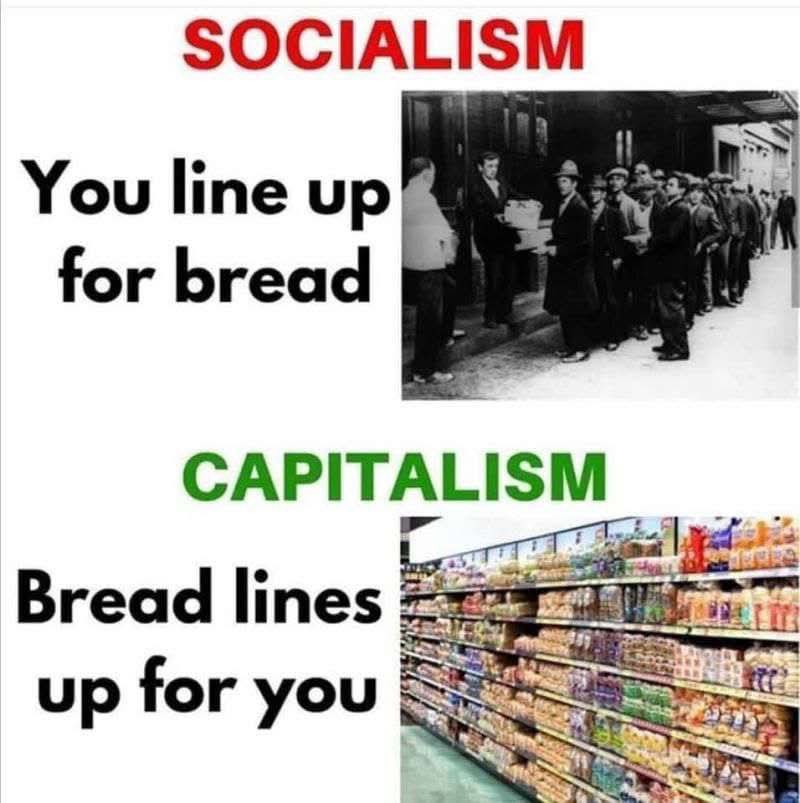 SOCIALISM
You line up
for bread
CAPITALISM
Bread lines
up for you